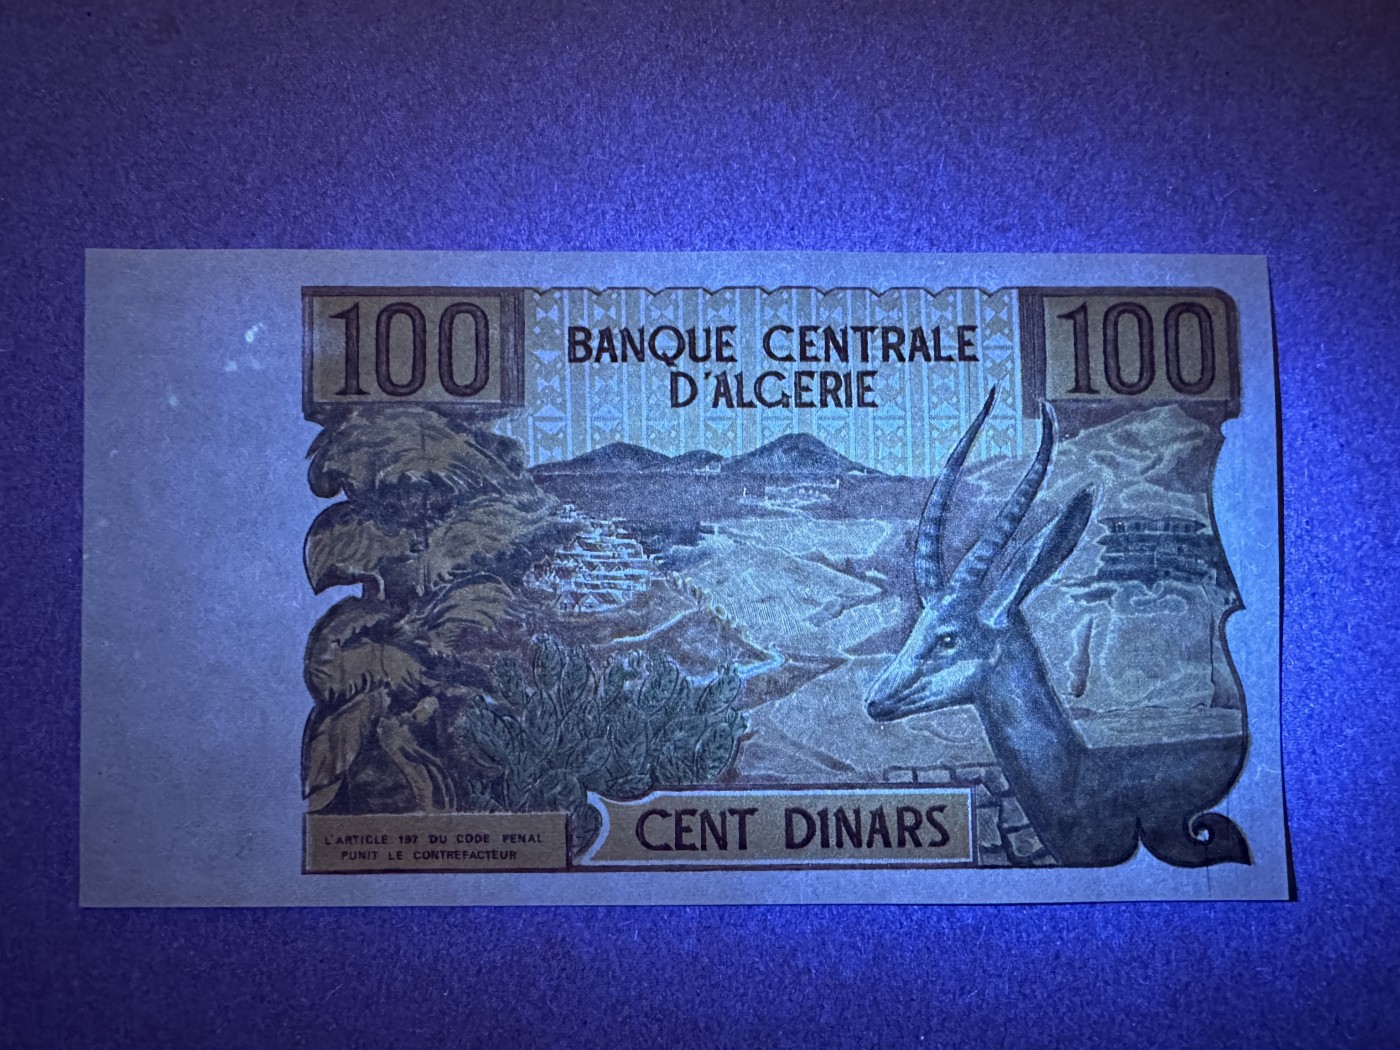 100
BANQUE CENTRALE
D'ALGERIE
100
L'ARTICLE 197 DU CODE PENAL
PUNIT LE CONTREFACTEUR
CENT DINARS